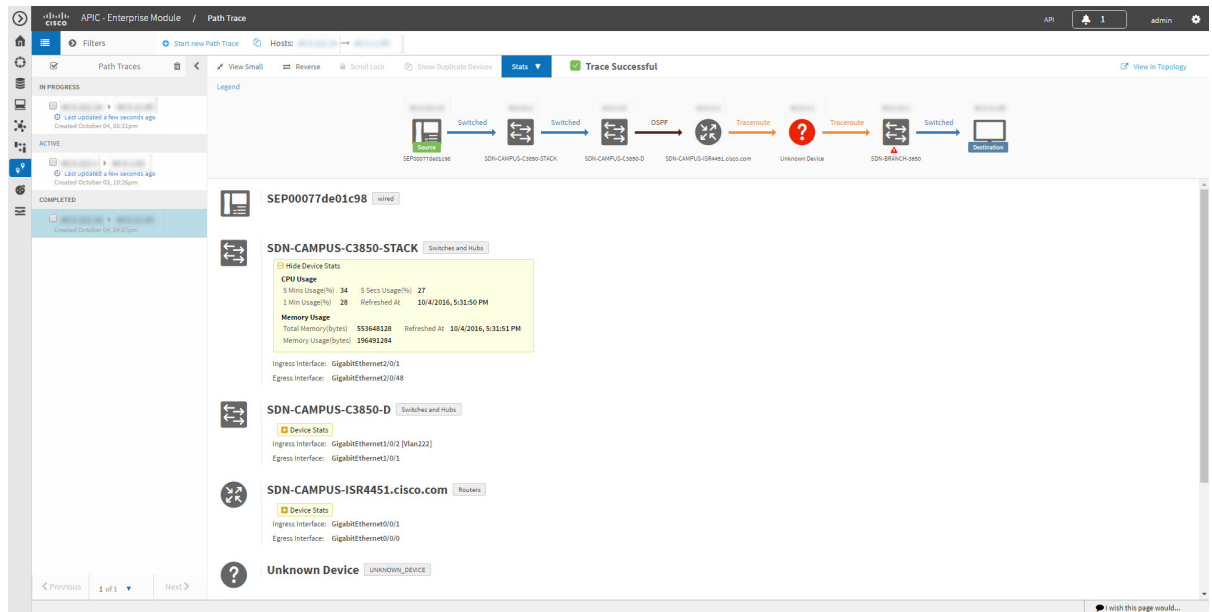 CISCO APIC - Enterprise Module / Path Trace API 1 admin
Filters Start new Path Trace Hosts:
Path Traces View Small Reverse Scroll Lock Show Duplicate Devices Stats Trace Successful View in Topology
IN PROGRESS
Last updated a few seconds ago
Created October 04, 05:31pm
ACTIVE
Last updated a few seconds ago
Created October 03, 10:26pm
COMPLETED
Created October 04, 04:57pm
Previous 1 of 1 Next
Legend
Switched Switched OSPF Traceroute Traceroute Switched
Source Destination
SEP00077de01c98 SDN-CAMPUS-C3850-STACK SDN-CAMPUS-C3850-D SDN-CAMPUS-ISR4451.cisco.com Unknown Device SDN-BRANCH-3650
SEP00077de01c98 wired
SDN-CAMPUS-C3850-STACK Switches and Hubs
Hide Device Stats
CPU Usage
5 Mins Usage(%) 34 5 Secs Usage(%) 27
1 Min Usage(%) 28 Refreshed At 10/4/2016, 5:31:50 PM
Memory Usage
Total Memory(bytes) 553648128 Refreshed At 10/4/2016, 5:31:51 PM
Memory Usage(bytes) 196491284
Ingress Interface: GigabitEthernet2/0/1
Egress Interface: GigabitEthernet2/0/48
SDN-CAMPUS-C3850-D Switches and Hubs
Device Stats
Ingress Interface: GigabitEthernet1/0/2 [Vlan222]
Egress Interface: GigabitEthernet1/0/1
SDN-CAMPUS-ISR4451.cisco.com Routers
Device Stats
Ingress Interface: GigabitEthernet0/0/1
Egress Interface: GigabitEthernet0/0/0
Unknown Device UNKNOWN_DEVICE
I wish this page would...